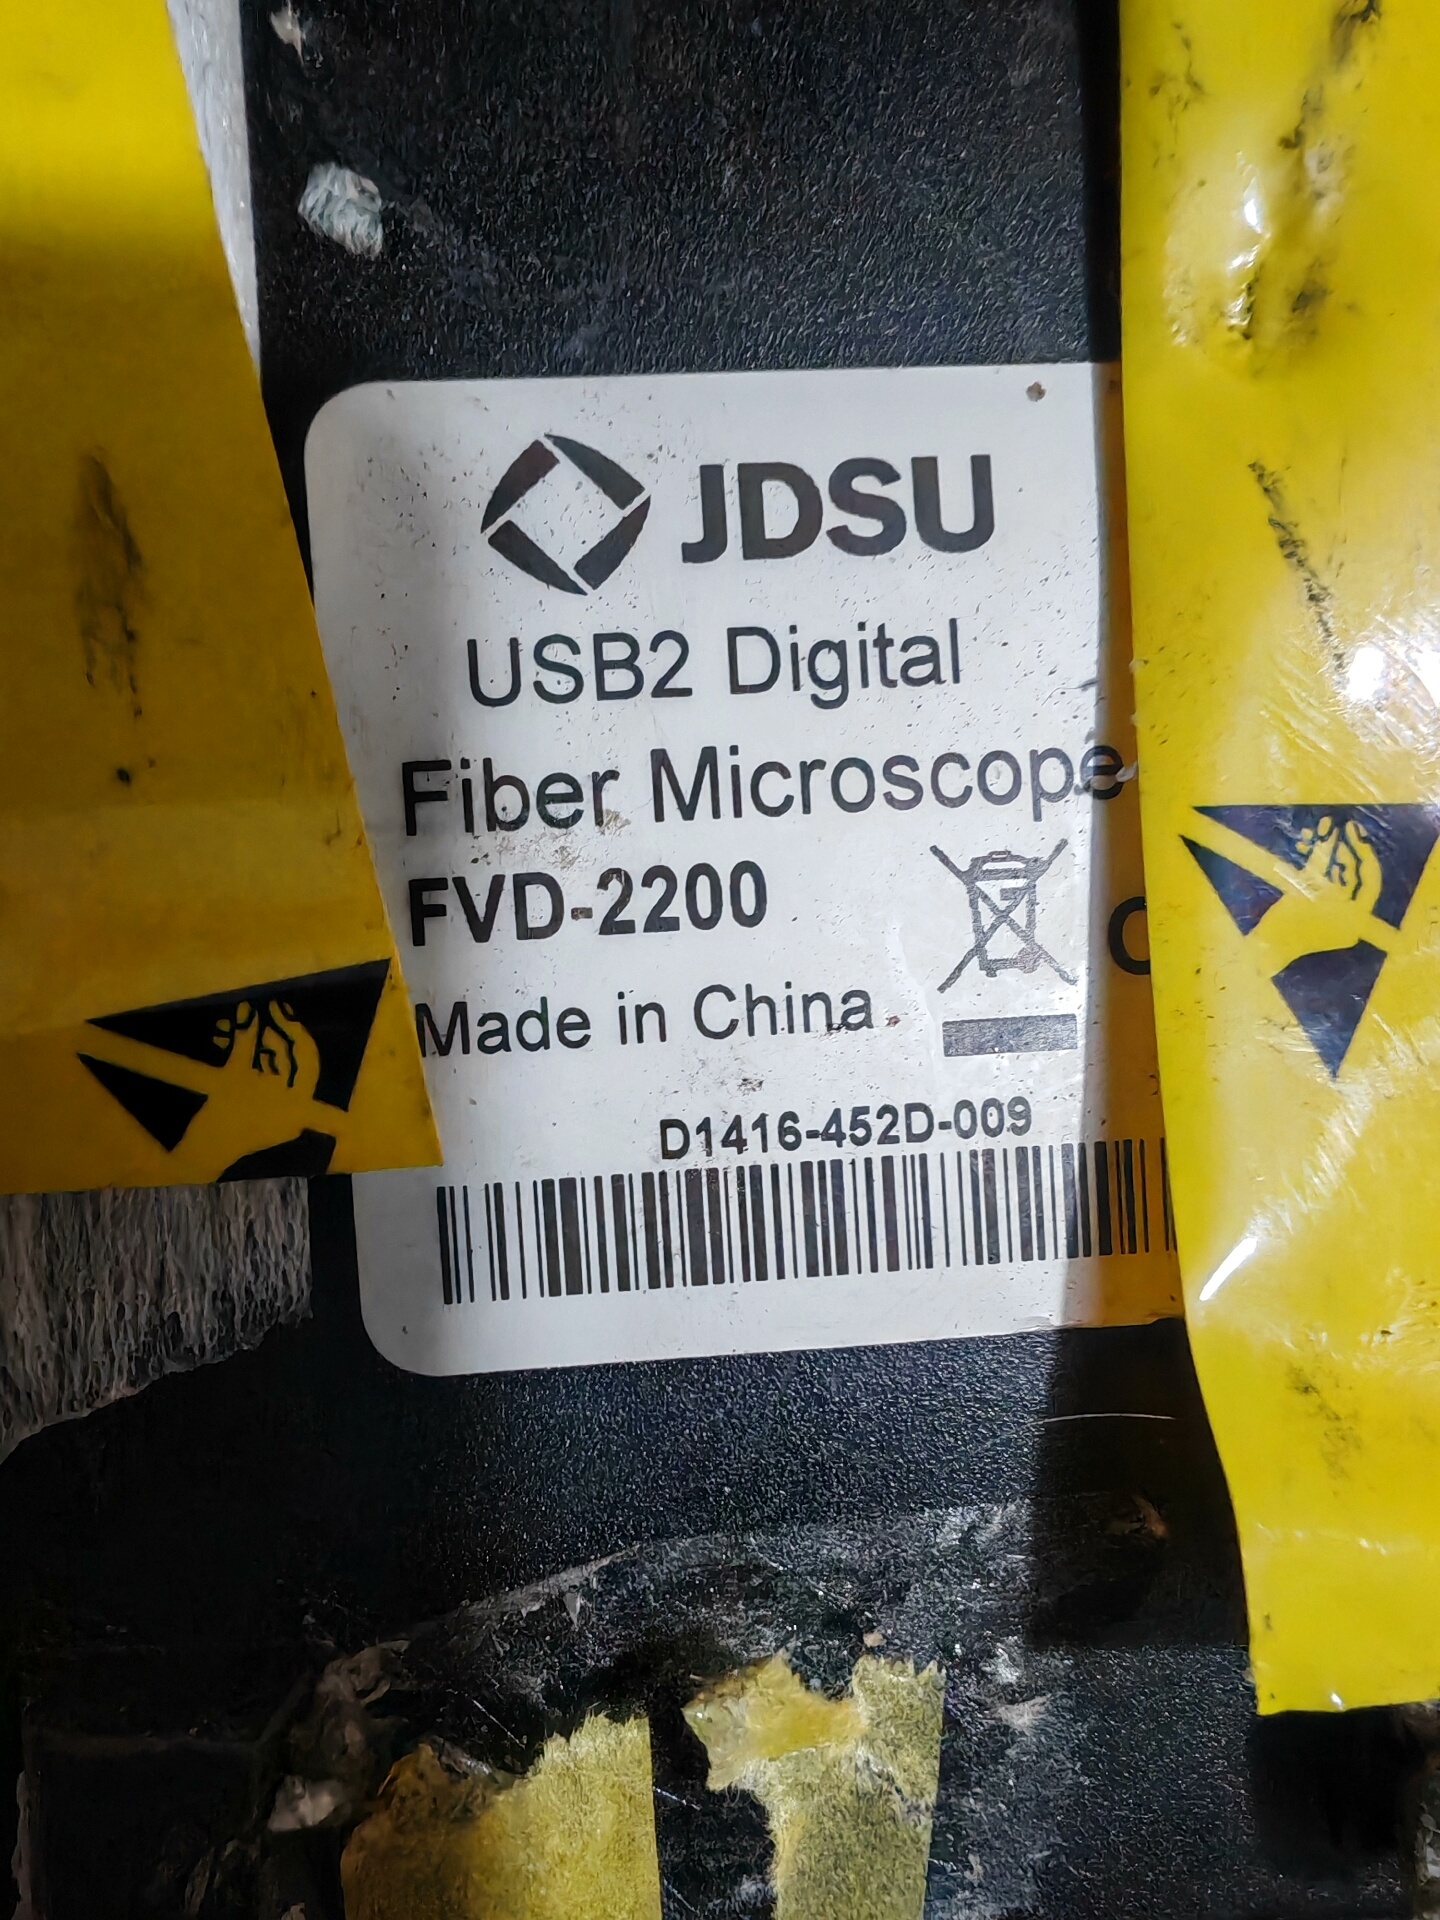 JDSU
USB2 Digital
Fiber Microscope
FVD-2200
Made in China
D1416-452D-009